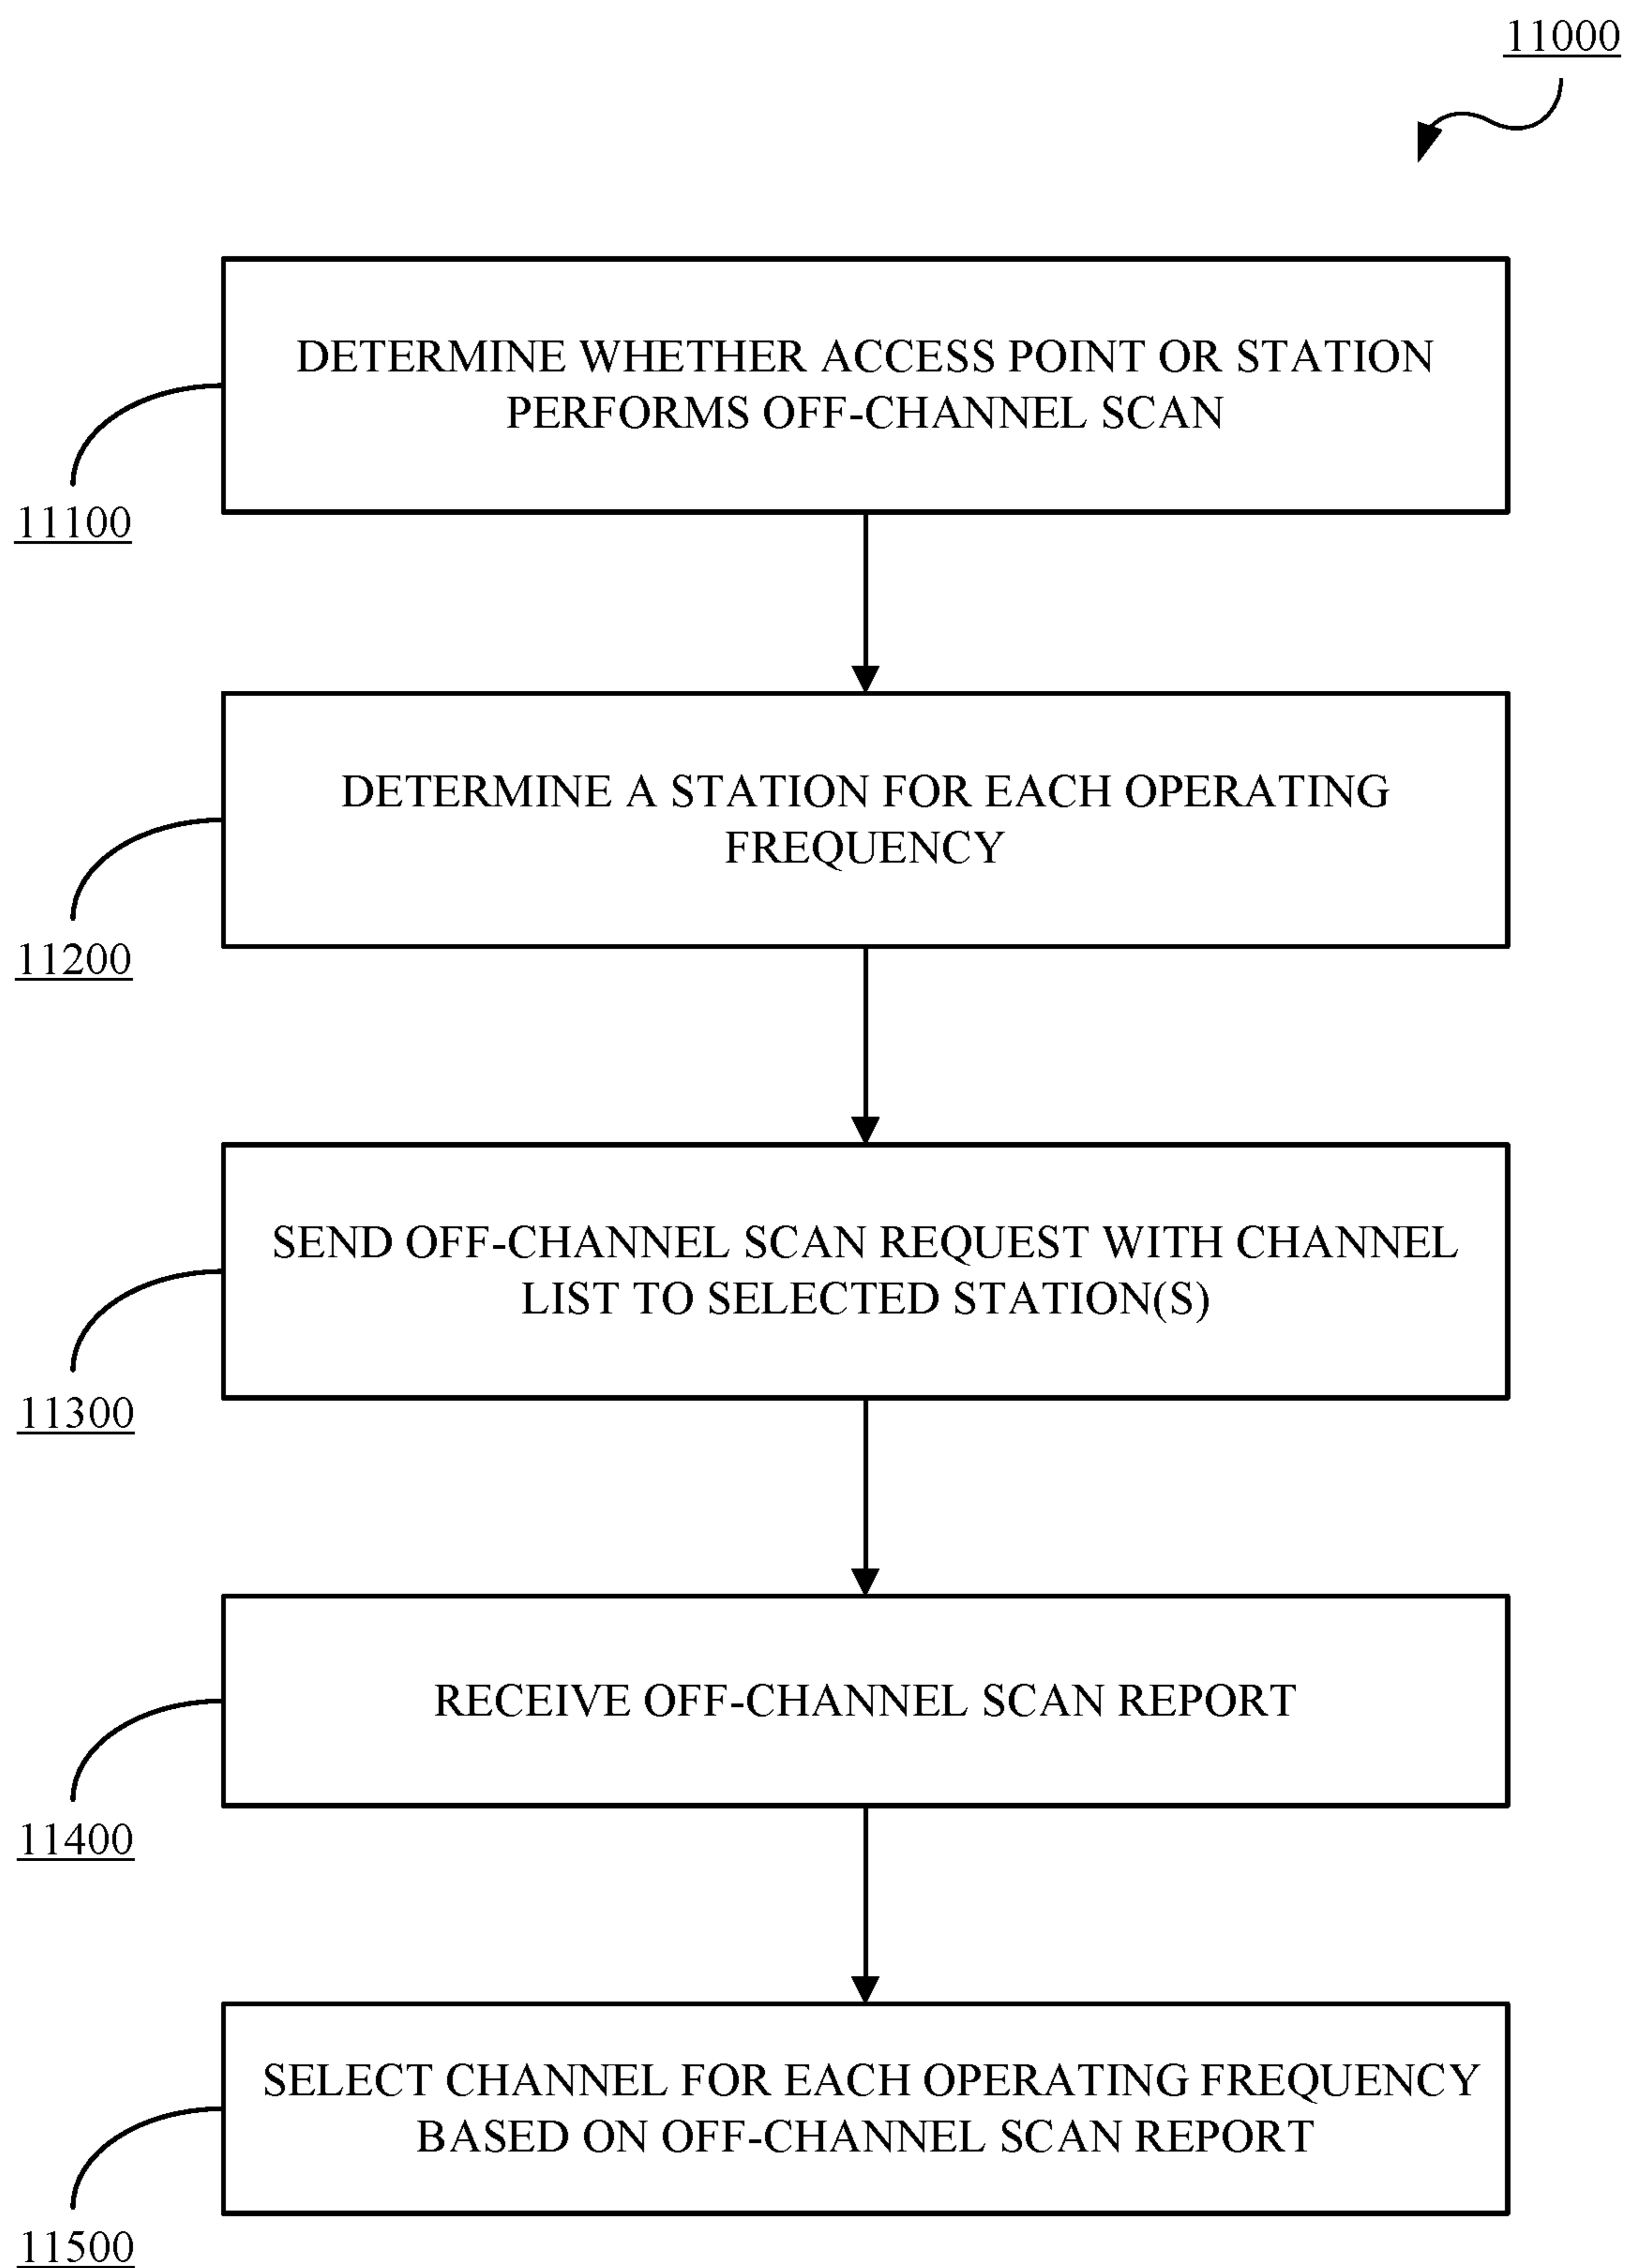 11000
DETERMINE WHETHER ACCESS POINT OR STATION
PERFORMS OFF-CHANNEL SCAN
11100
DETERMINE A STATION FOR EACH OPERATING
FREQUENCY
11200
SEND OFF-CHANNEL SCAN REQUEST WITH CHANNEL
LIST TO SELECTED STATION(S)
11300
RECEIVE OFF-CHANNEL SCAN REPORT
11400
SELECT CHANNEL FOR EACH OPERATING FREQUENCY
BASED ON OFF-CHANNEL SCAN REPORT
11500